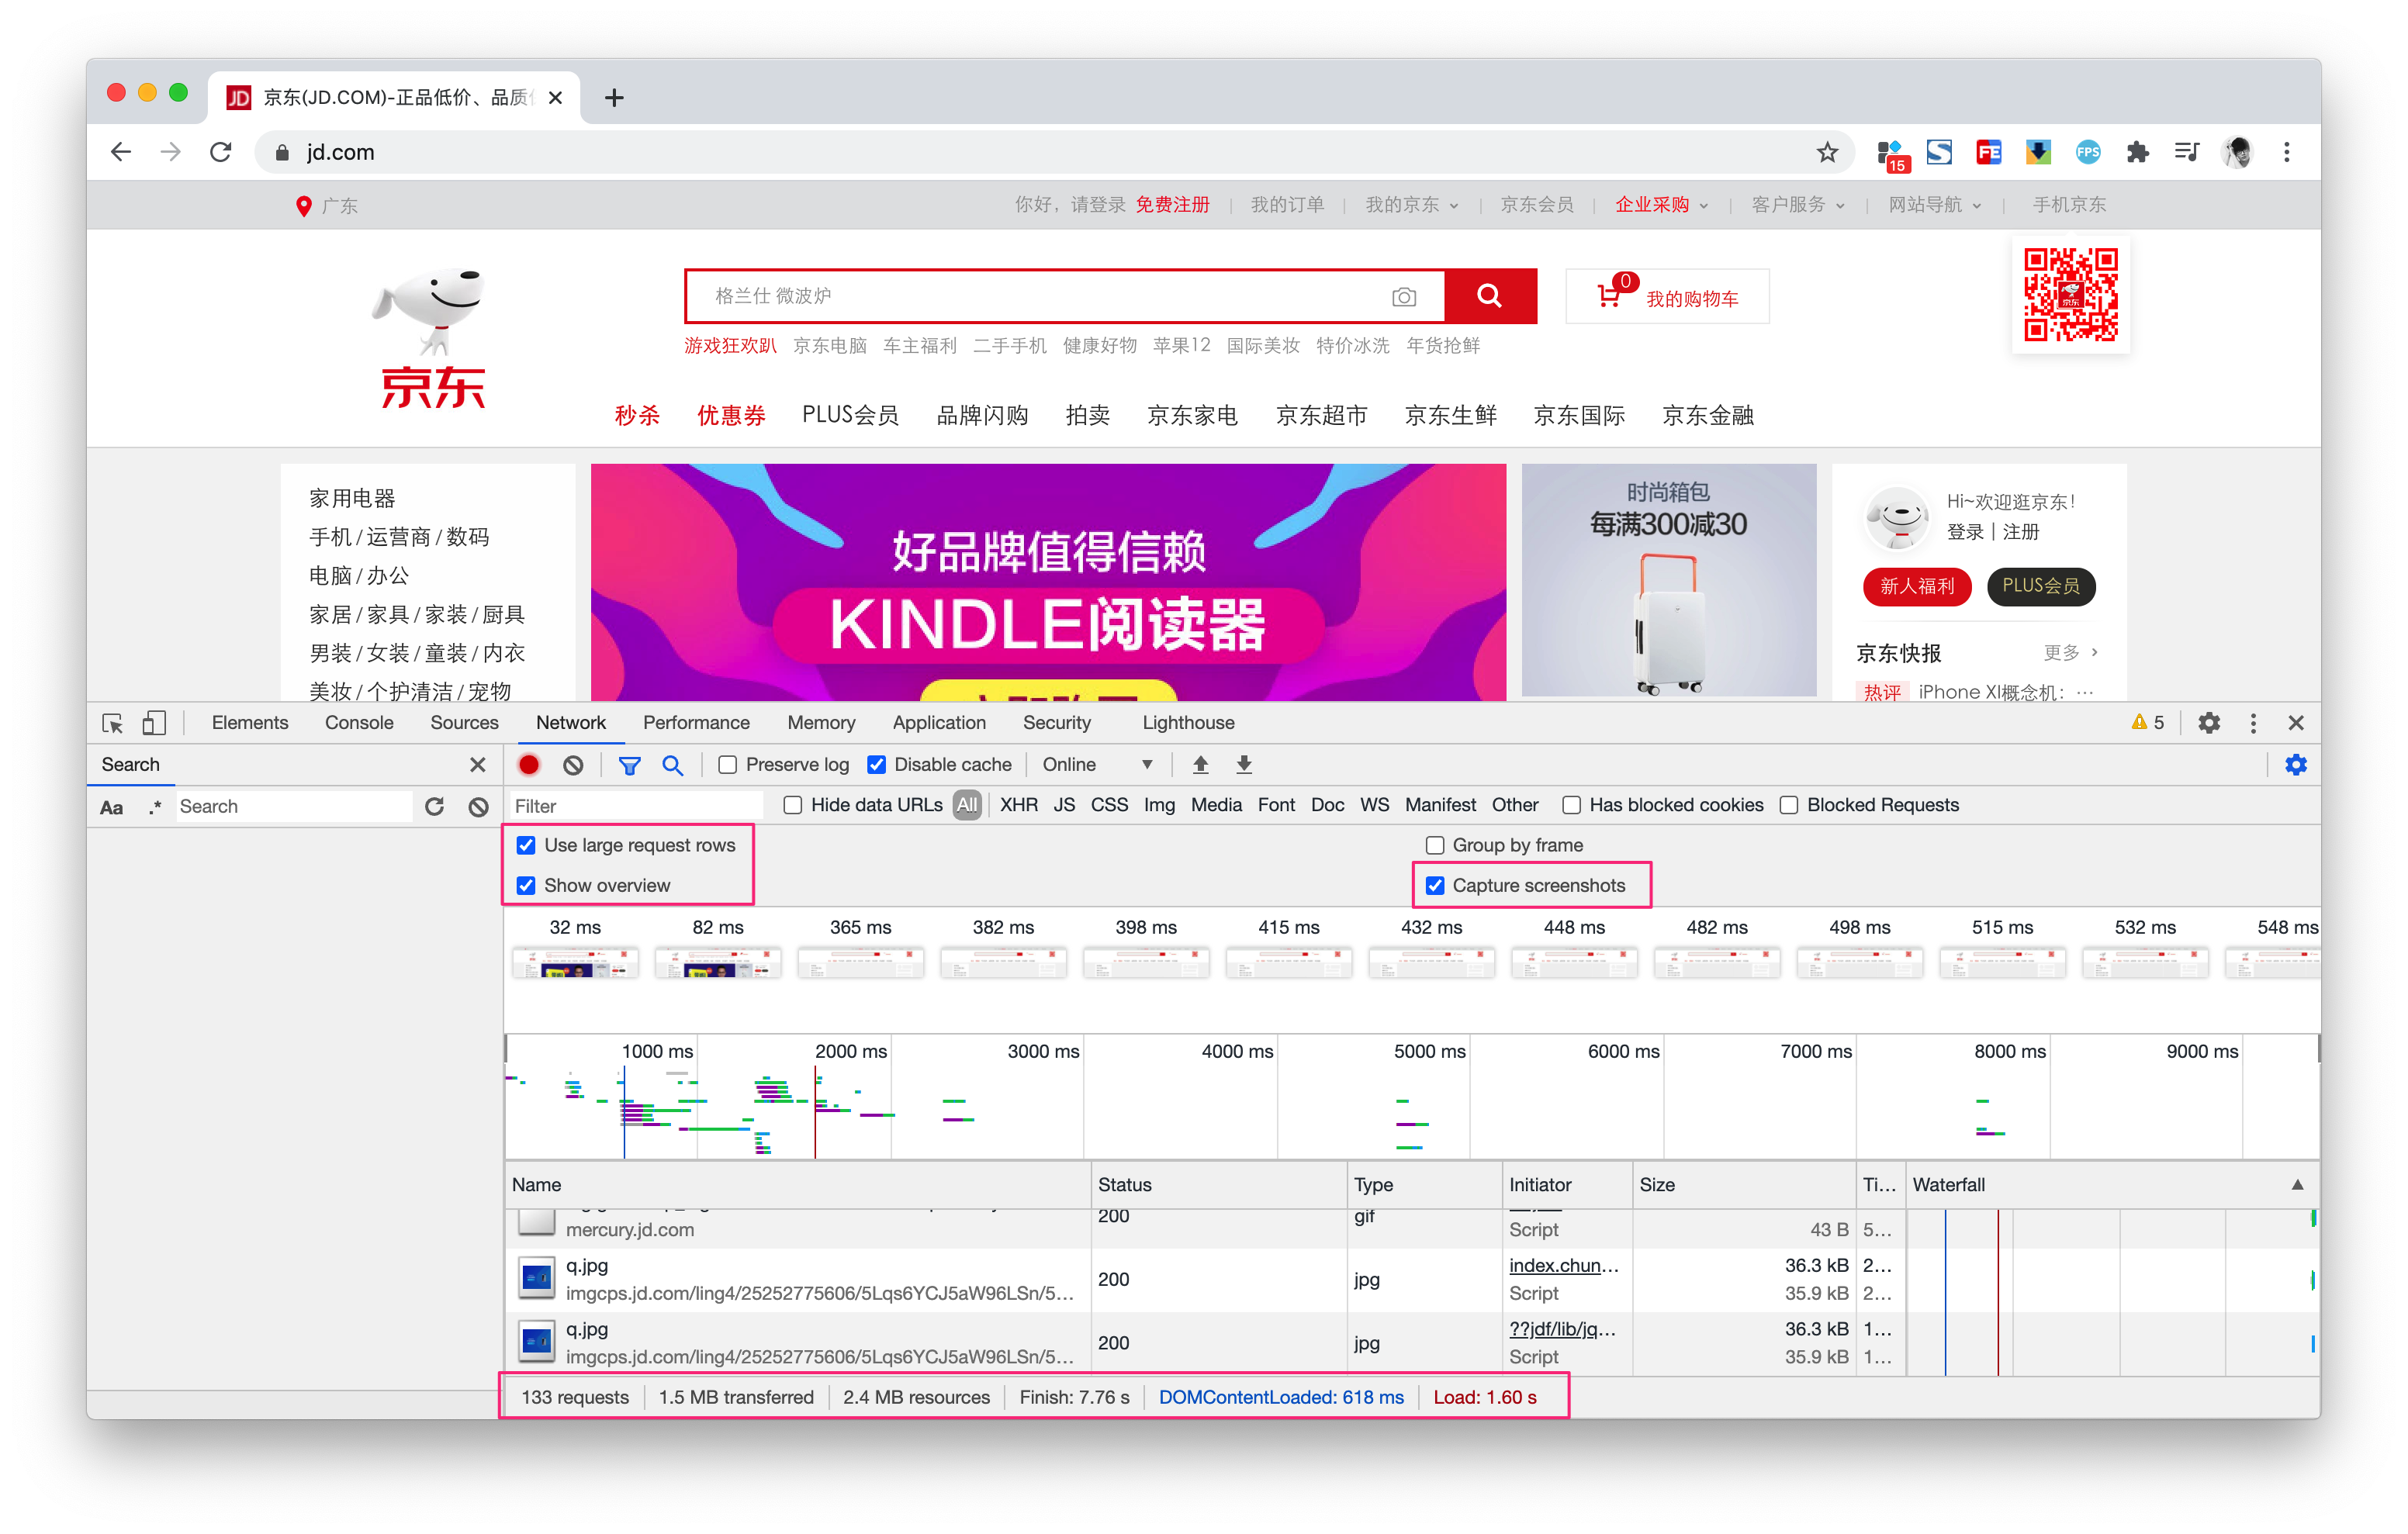 JD 京东(JD.COM)-正品低价、品质
jd.com
15
FE
FPS
广东
你好，请登录 免费注册 我的订单 我的京东 京东会员 企业采购 客户服务 网站导航 手机京东
格兰仕 微波炉
0 我的购物车
游戏狂欢趴 京东电脑 车主福利 二手手机 健康好物 苹果12 国际美妆 特价冰洗 年货抢鲜
京东
秒杀 优惠券 PLUS会员 品牌闪购 拍卖 京东家电 京东超市 京东生鲜 京东国际 京东金融
家用电器
手机 / 运营商 / 数码
电脑 / 办公
家居 / 家具 / 家装 / 厨具
男装 / 女装 / 童装 / 内衣
美妆 / 个护清洁 / 宠物
好品牌值得信赖
KINDLE阅读器
时尚箱包
每满300减30
Hi~欢迎逛京东！
登录 | 注册
新人福利 PLUS会员
京东快报 更多 >
热评 iPhone XI概念机： ···
Elements Console Sources Network Performance Memory Application Security Lighthouse 5
Search
Preserve log Disable cache Online
Aa .* Search
Filter Hide data URLs All XHR JS CSS Img Media Font Doc WS Manifest Other Has blocked cookies Blocked Requests
Use large request rows Group by frame
Show overview Capture screenshots
32 ms 82 ms 365 ms 382 ms 398 ms 415 ms 432 ms 448 ms 482 ms 498 ms 515 ms 532 ms 548 ms
1000 ms 2000 ms 3000 ms 4000 ms 5000 ms 6000 ms 7000 ms 8000 ms 9000 ms
Name Status Type Initiator Size Ti... Waterfall
200 gif
mercury.jd.com Script 43 B 5...
q.jpg 200 jpg index.chun... 36.3 kB 2...
imgcps.jd.com/ling4/25252775606/5Lqs6YCJ5aW96LSn/5... Script 35.9 kB 2...
q.jpg 200 jpg ??jdf/lib/jq... 36.3 kB 1...
imgcps.jd.com/ling4/25252775606/5Lqs6YCJ5aW96LSn/5... Script 35.9 kB 1...
133 requests 1.5 MB transferred 2.4 MB resources Finish: 7.76 s DOMContentLoaded: 618 ms Load: 1.60 s